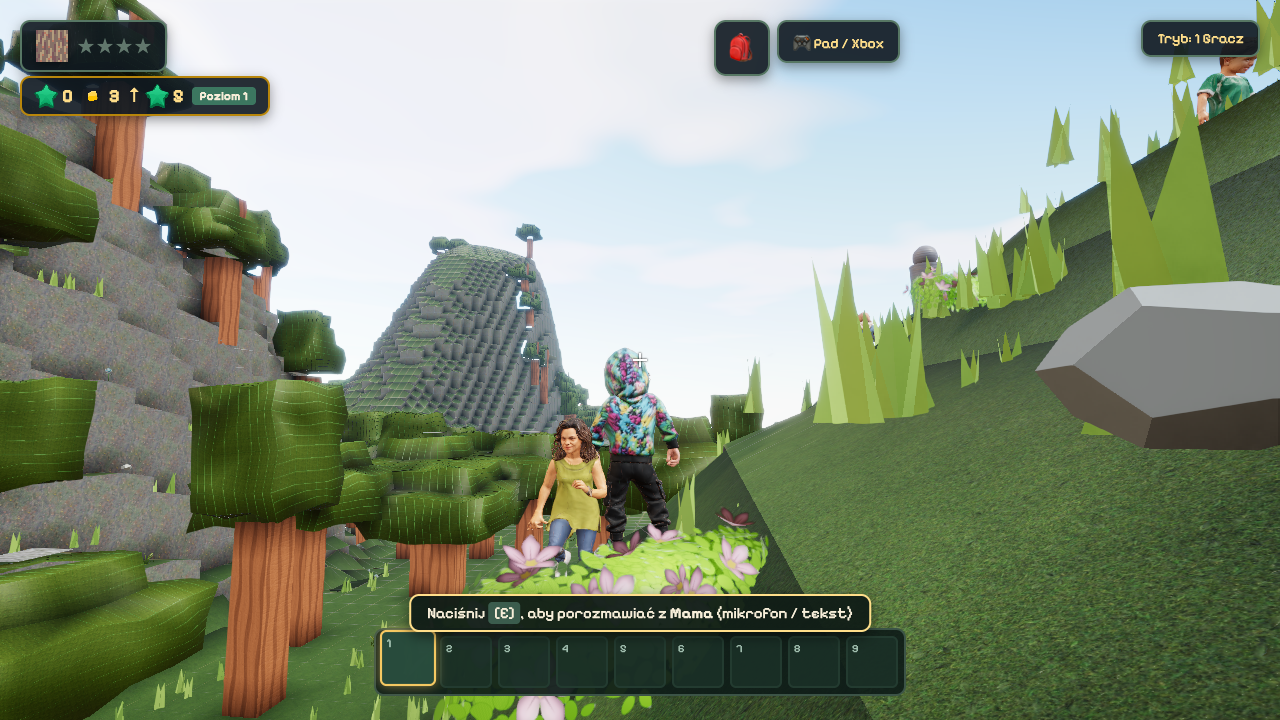 Pad / Xbox
Tryb: 1 Gracz
0 3 ↑ 8 Poziom 1
Naciśnij [E], aby porozmawiać z Mama (mikrofon / tekst)
1 2 3 4 5 6 7 8 9